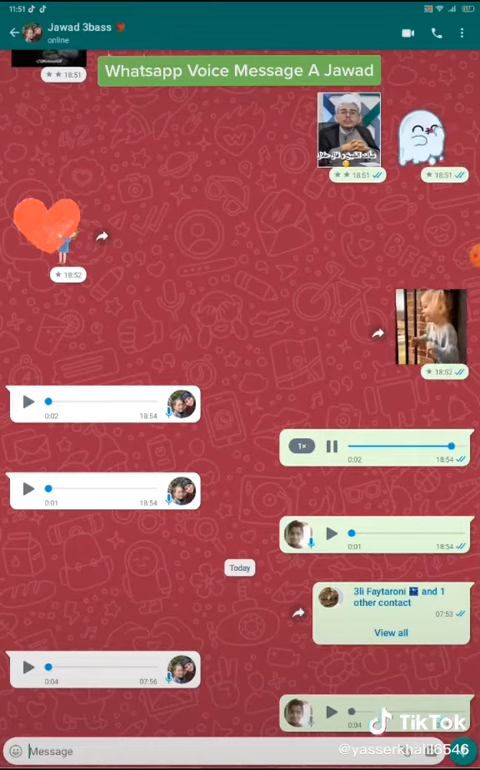 11:51
Jawad 3bass
online
18:51
Whatsapp Voice Message A Jawad
18:51
18:51
18:52
18:52
0:02 18:54
1×
0:02 18:54
0:01 18:54
0:01 18:54
Today
3li Faytaroni and 1
other contact
07:53
View all
0:04 07:56
0:04
TikTok
Message
@yasserkhalil6546